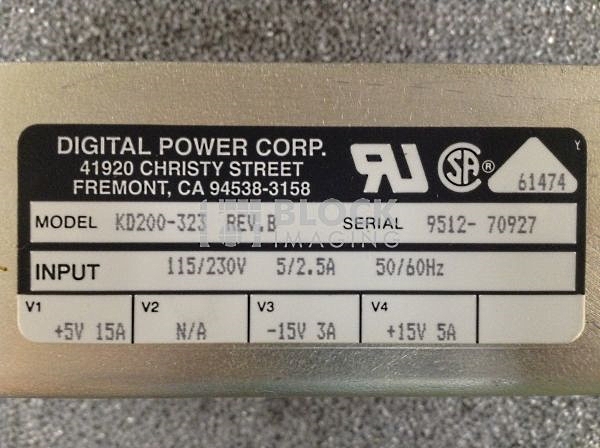 DIGITAL POWER CORP.
41920 CHRISTY STREET
FREMONT, CA 94538-3158
RU SA ® 61474 Y
MODEL KD200-323 REV.B SERIAL 9512- 70927
BLOCK
IMAGING
INPUT 115/230V 5/2.5A 50/60Hz
V1 V2 V3 V4
+5V 15A N/A -15V 3A +15V 5A